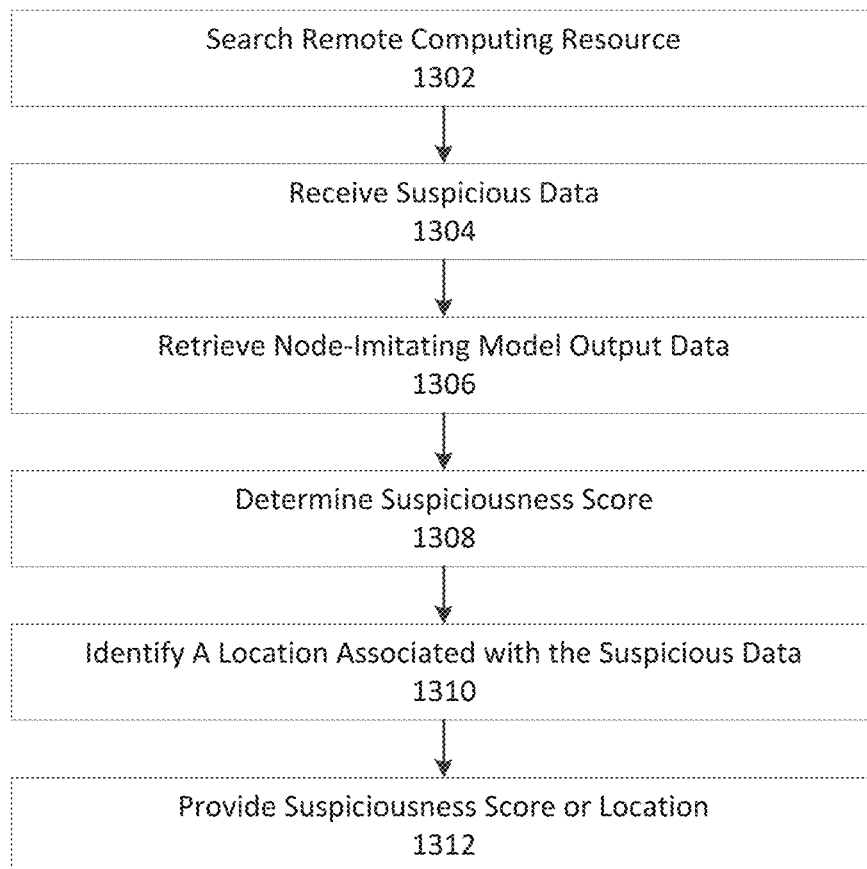 Search Remote Computing Resource
1302
Receive Suspicious Data
1304
Retrieve Node-Imitating Model Output Data
1306
Determine Suspiciousness Score
1308
Identify A Location Associated with the Suspicious Data
1310
Provide Suspiciousness Score or Location
1312